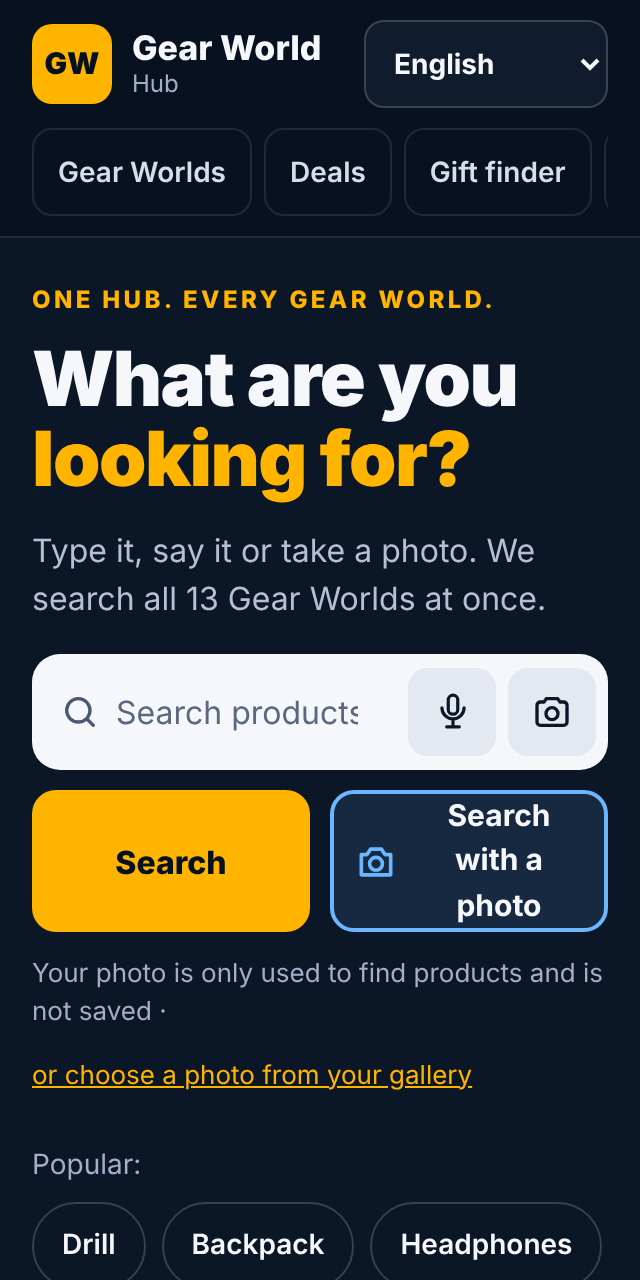 GW
Gear World
Hub
English
Gear Worlds
Deals
Gift finder
ONE HUB. EVERY GEAR WORLD.
What are you
looking for?
Type it, say it or take a photo. We
search all 13 Gear Worlds at once.
Search products
Search
Search
with a
photo
Your photo is only used to find products and is
not saved ·
or choose a photo from your gallery
Popular:
Drill
Backpack
Headphones